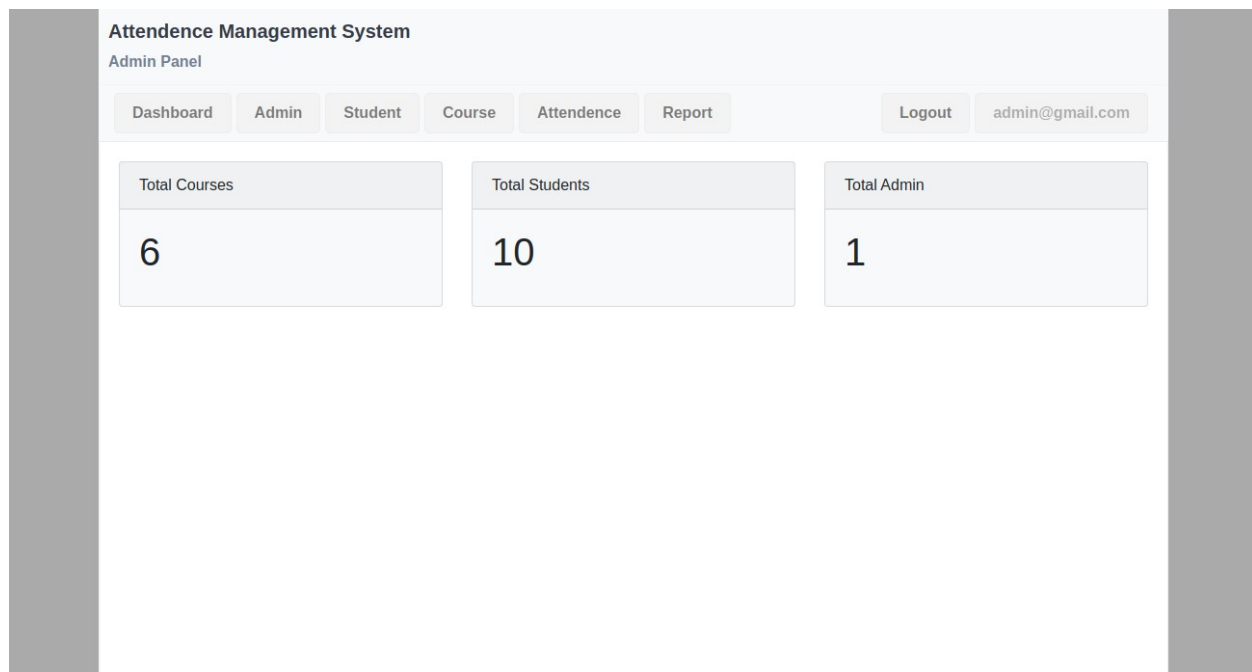 Attendence Management System
Admin Panel
Dashboard Admin Student Course Attendence Report Logout admin@gmail.com
Total Courses Total Students Total Admin
6 10 1